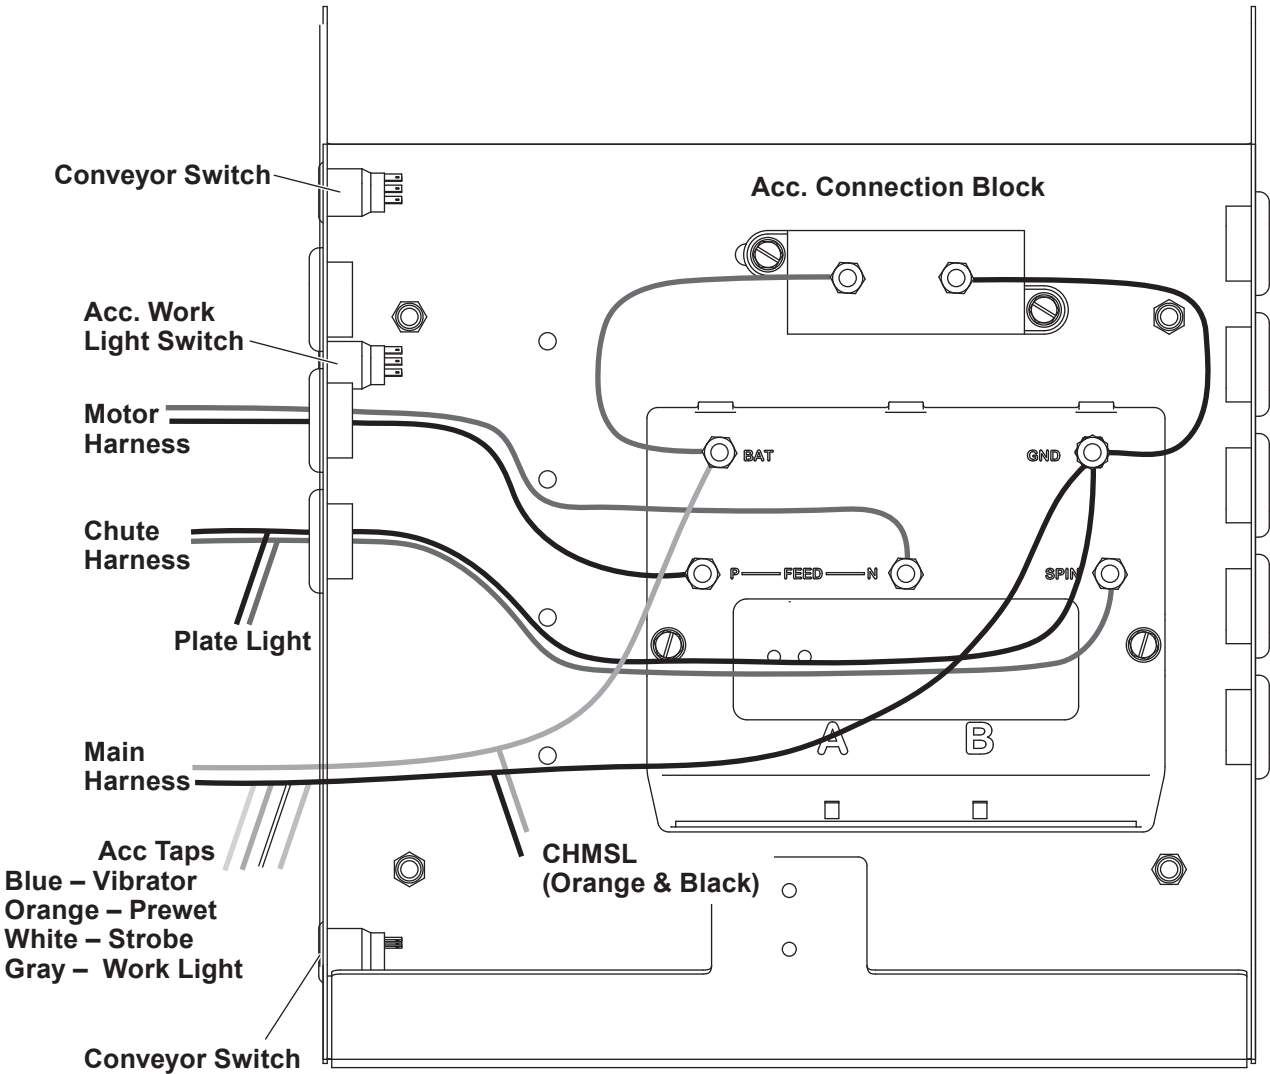 Conveyor Switch
Acc. Connection Block
Acc. Work
Light Switch
Motor
Harness
BAT
GND
Chute
Harness
P
FEED
N
SPIN
Plate Light
Main
Harness
A
B
Acc Taps
Blue – Vibrator
Orange – Prewet
White – Strobe
Gray – Work Light
CHMSL
(Orange & Black)
Conveyor Switch